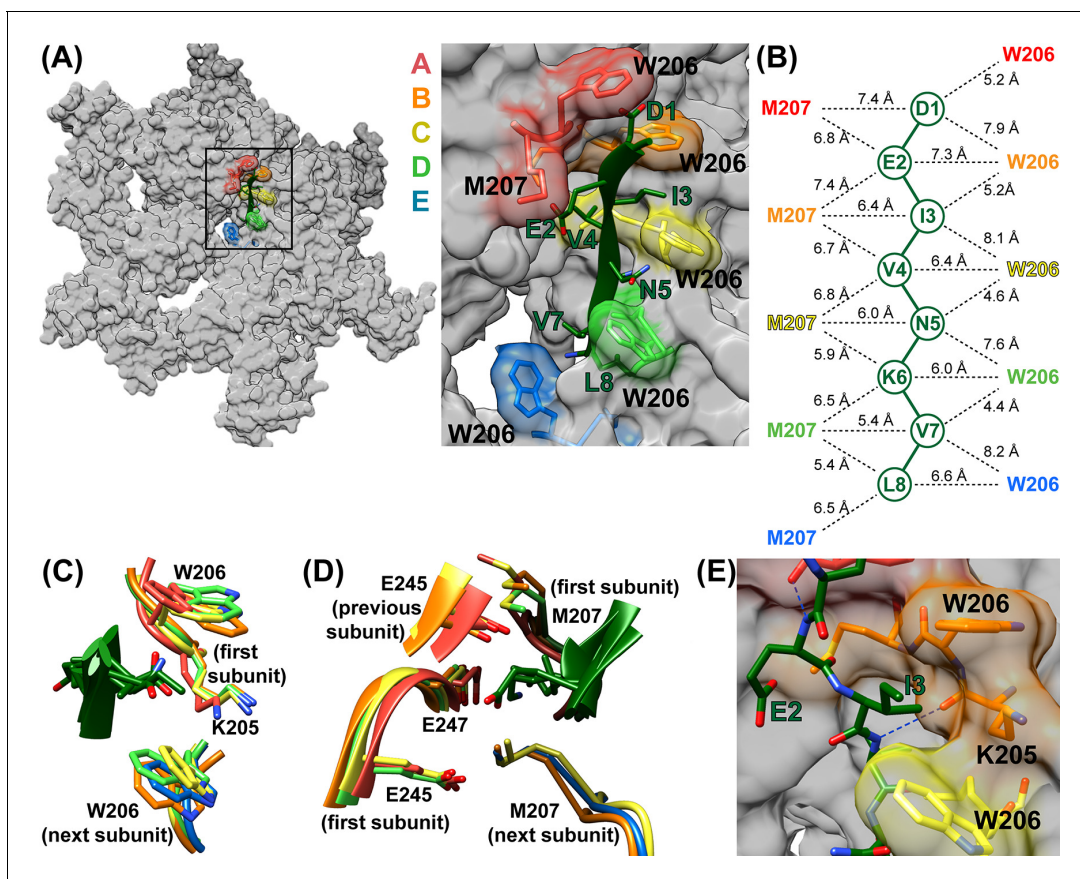 (A)
A
B
C
D
E
W206
D1
W206
M207
I3
E2
V4
W206
N5
V7
L8
W206
W206
(B)
W206
5.2 Å
M207
7.4 Å
D1
6.8 Å
7.9 Å
E2
7.3 Å
W206
7.4 Å
5.2Å
M207
6.4 Å
I3
6.7 Å
8.1 Å
V4
6.4 Å
W206
6.8 Å
4.6 Å
M207
6.0 Å
N5
5.9 Å
7.6 Å
K6
6.0 Å
W206
6.5 Å
4.4 Å
M207
5.4 Å
V7
5.4 Å
8.2 Å
L8
6.6 Å
W206
6.5 Å
M207
(C)
W206
(first
subunit)
K205
W206
(next subunit)
(D)
E245
(previous
subunit)
(first subunit)
M207
E247
E245
(first subunit)
M207
(next subunit)
(E)
W206
I3
E2
K205
W206